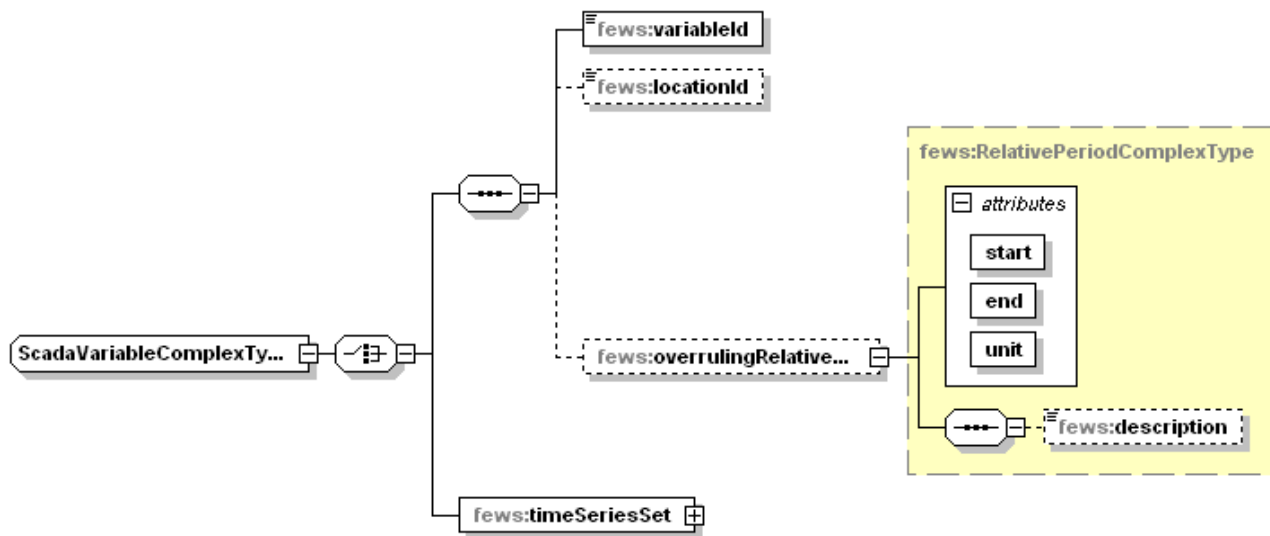 fews:variableId
fews:locationId
fews:RelativePeriodComplexType
attributes
start
end
unit
ScadaVariableComplexTy...
fews:overrulingRelative...
fews:description
fews:timeSeriesSet